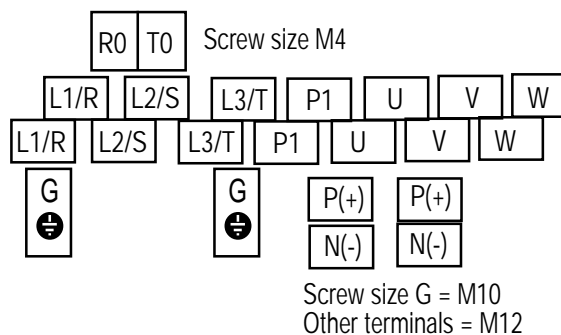 R0 T0 Screw size M4
L1/R L2/S L3/T P1 U V W
L1/R L2/S L3/T P1 U V W
G G P(+) P(+)
N(-) N(-)
Screw size G = M10
Other terminals = M12